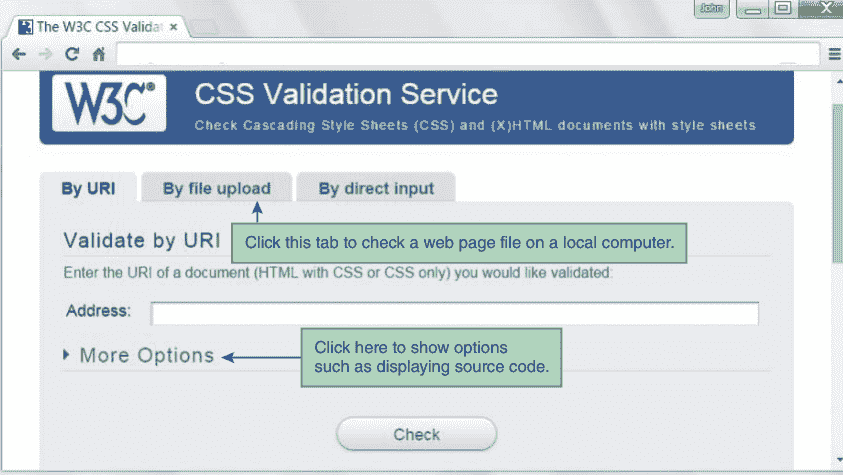 John
The W3C CSS Validat
W3C®
CSS Validation Service
Check Cascading Style Sheets (CSS) and (X)HTML documents with style sheets
By URI By file upload By direct input
Click this tab to check a web page file on a local computer.
Validate by URI
Enter the URI of a document (HTML with CSS or CSS only) you would like validated:
Address:
Click here to show options
such as displaying source code.
More Options
Check